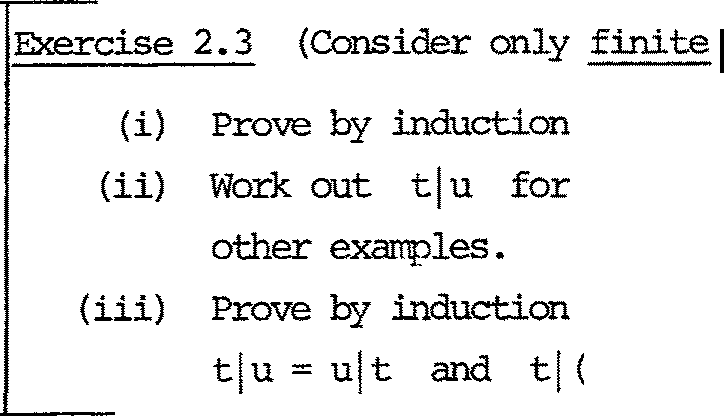 Exercise 2.3 (Consider only finite
(i) Prove by induction
(ii) Work out t|u for
other examples.
(iii) Prove by induction
t|u = u|t and t|(